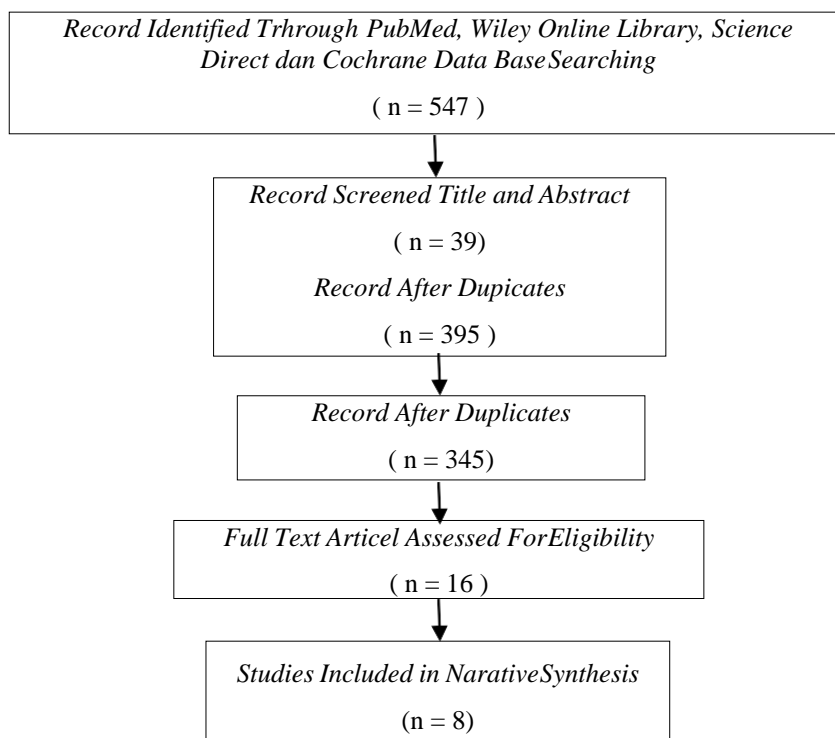 Record Identified Trhrough PubMed, Wiley Online Library, Science
Direct dan Cochrane Data BaseSearching
( n = 547 )
Record Screened Title and Abstract
( n = 39)
Record After Dupicates
( n = 395 )
Record After Duplicates
( n = 345)
Full Text Articel Assessed ForEligibility
( n = 16 )
Studies Included in NarativeSynthesis
(n = 8)